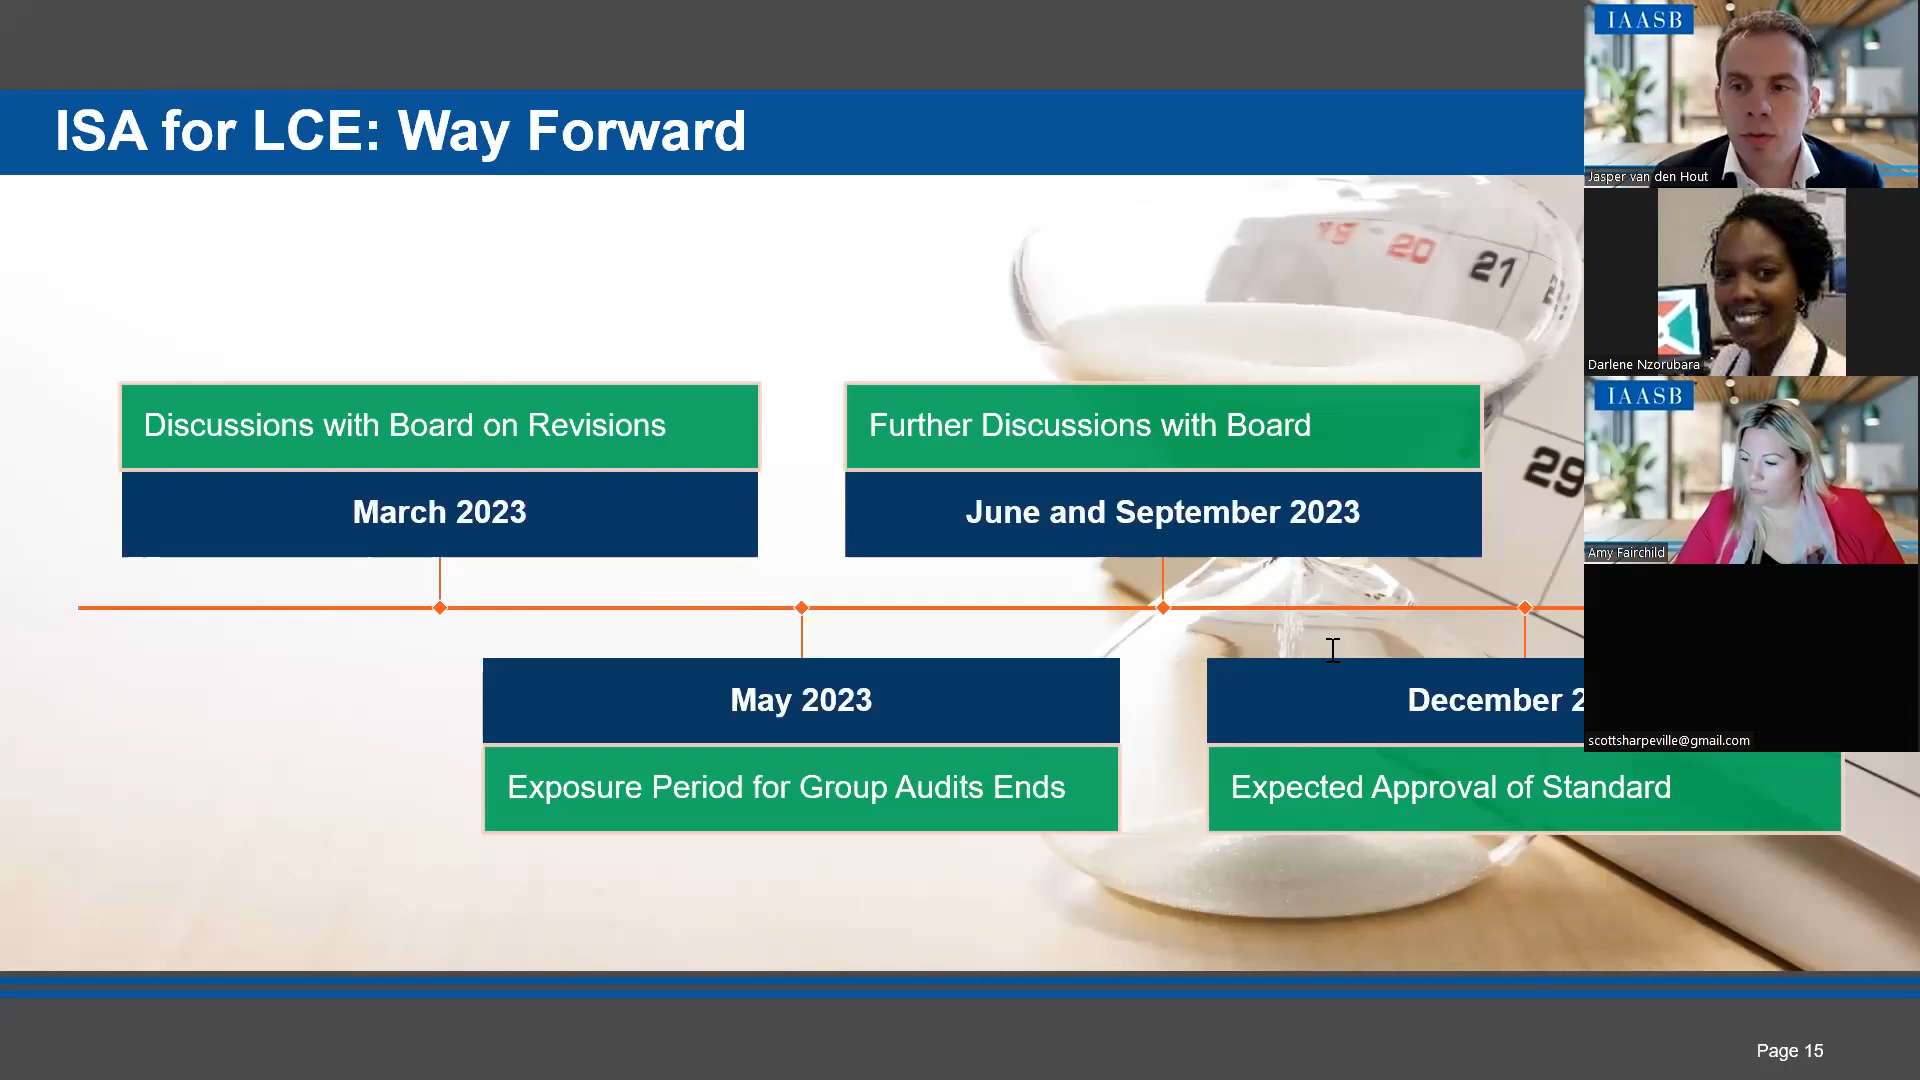 ISA for LCE: Way Forward
Discussions with Board on Revisions
March 2023
Further Discussions with Board
June and September 2023
May 2023
Exposure Period for Group Audits Ends
December 2
Expected Approval of Standard
19 20 21
29
Page 15
IAASB
Jasper van den Hout
Darlene Nzorubara
IAASB
Amy Fairchild
scottsharpeville@gmail.com